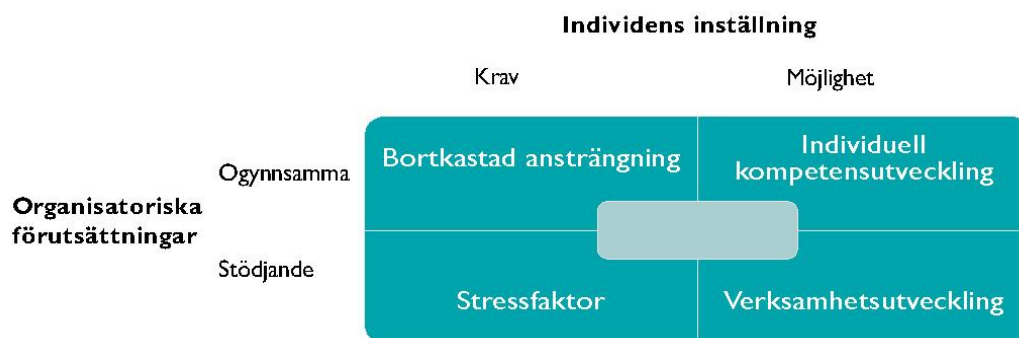 Individens inställning
Krav Möjlighet
Ogynnsamma
Bortkastad ansträngning
Individuell
kompetensutveckling
Organisatoriska
förutsättningar
Stödjande
Stressfaktor
Verksamhetsutveckling